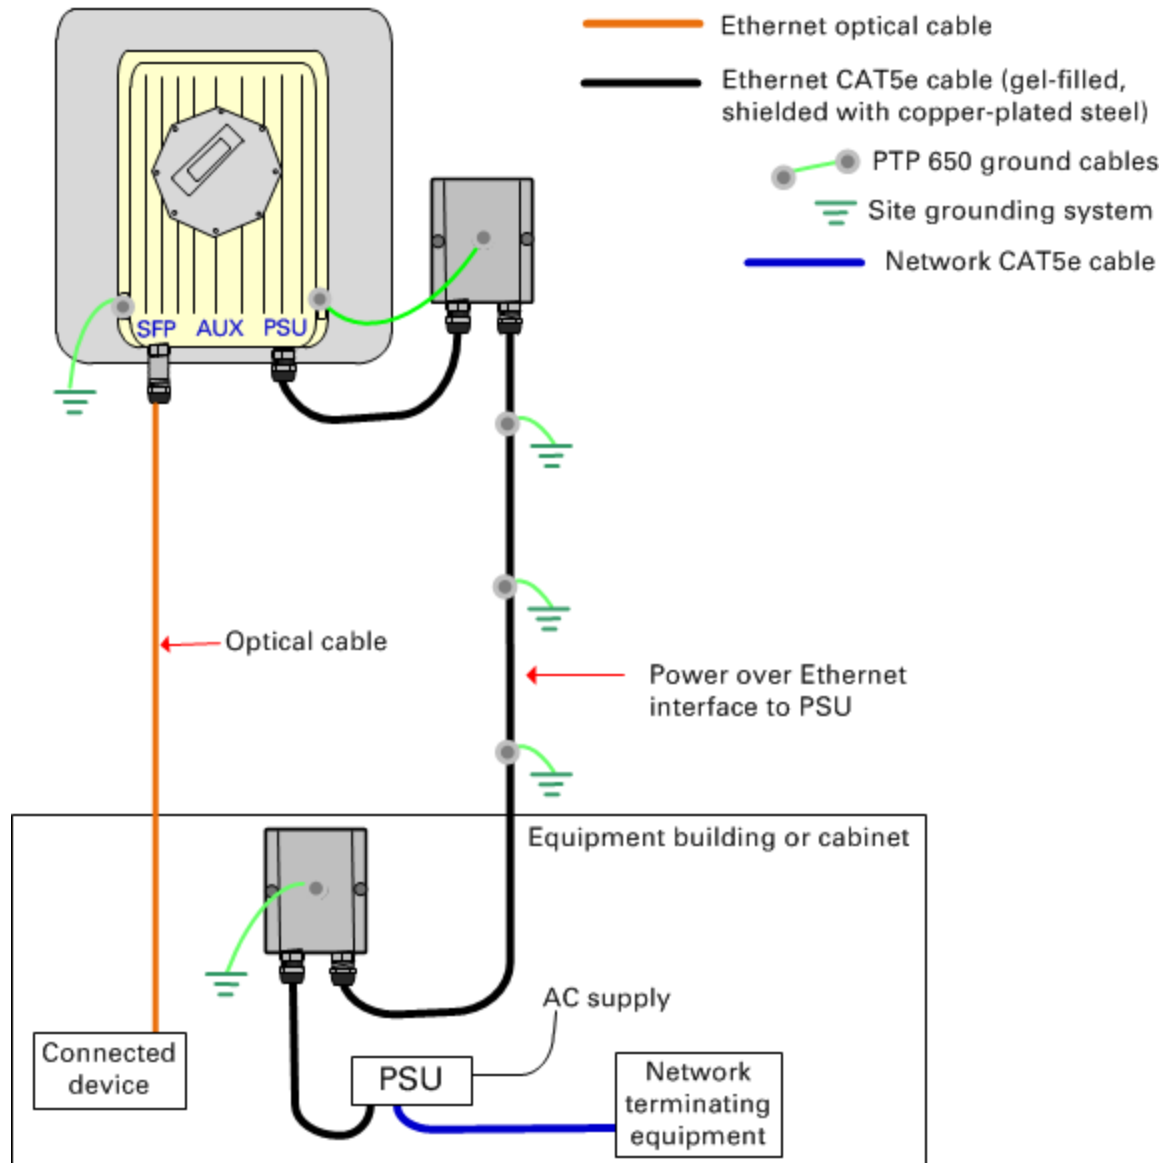 Ethernet optical cable
Ethernet CAT5e cable (gel-filled,
shielded with copper-plated steel)
PTP 650 ground cables
Site grounding system
Network CAT5e cable
SFP AUX PSU
Optical cable
Power over Ethernet
interface to PSU
Equipment building or cabinet
AC supply
Connected
device
PSU
Network
terminating
equipment